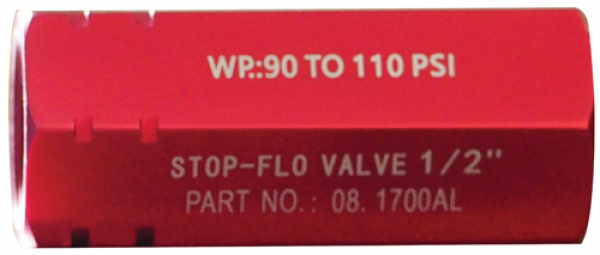 WP.:90 TO 110 PSI
STOP-FLO VALVE 1/2"
PART NO.: 08.1700AL